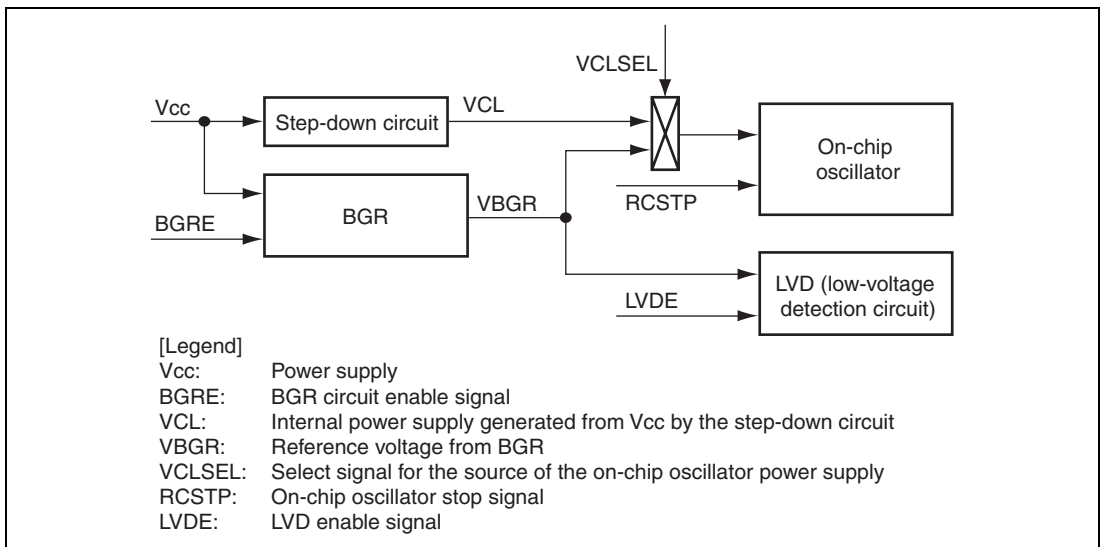 VCLSEL
Vcc
Step-down circuit
VCL
On-chip
oscillator
BGRE
BGR
VBGR
RCSTP
LVDE
LVD (low-voltage
detection circuit)
[Legend]
Vcc: Power supply
BGRE: BGR circuit enable signal
VCL: Internal power supply generated from Vcc by the step-down circuit
VBGR: Reference voltage from BGR
VCLSEL: Select signal for the source of the on-chip oscillator power supply
RCSTP: On-chip oscillator stop signal
LVDE: LVD enable signal